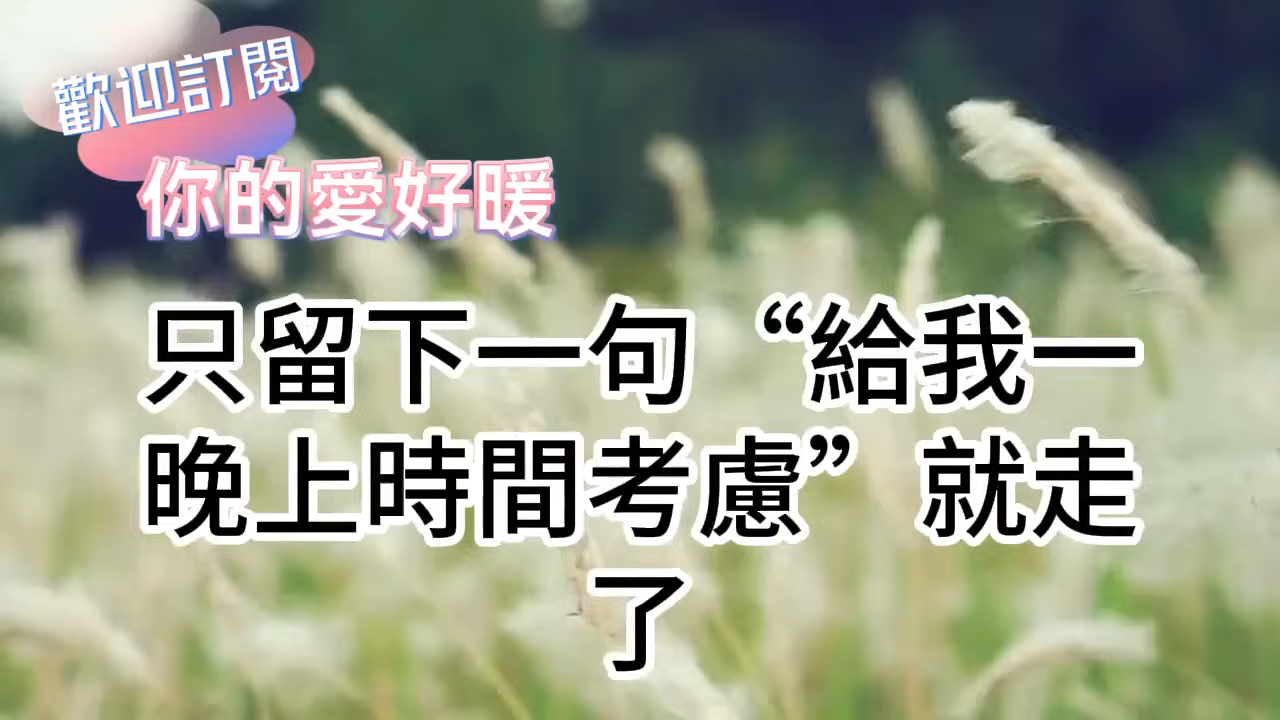 歡迎訂閱
你的愛好暖
只留下一句“給我一
晚上時間考慮”就走
了